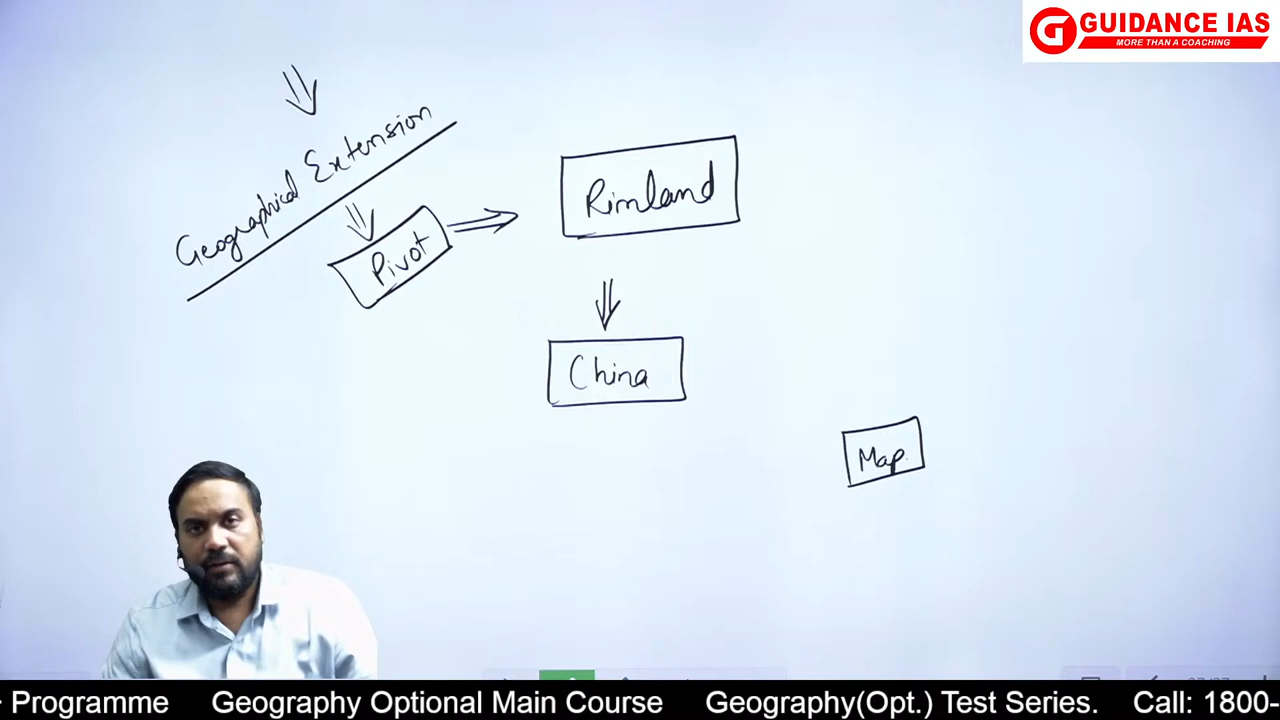 GUIDANCE IAS
MORE THAN A COACHING
Geographical Extension
Pivot
Rimland
China
Map.
Programme Geography Optional Main Course Geography(Opt.) Test Series. Call: 1800-